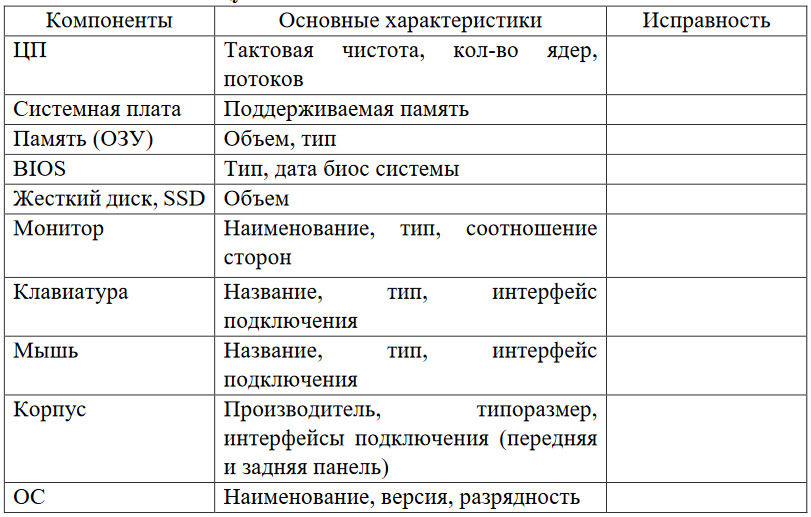 Компоненты Основные характеристики Исправность
ЦП Тактовая чистота, кол-во ядер,
потоков
Системная плата Поддерживаемая память
Память (ОЗУ) Объем, тип
BIOS Тип, дата биос системы
Жесткий диск, SSD Объем
Монитор Наименование, тип, соотношение
сторон
Клавиатура Название, тип, интерфейс
подключения
Мышь Название, тип, интерфейс
подключения
Корпус Производитель, типоразмер,
интерфейсы подключения (передняя
и задняя панель)
ОС Наименование, версия, разрядность